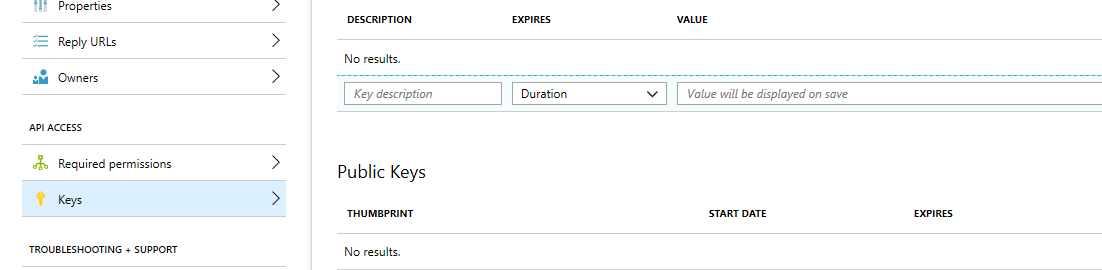 Properties
Reply URLs
Owners
API ACCESS
Required permissions
Keys
TROUBLESHOOTING + SUPPORT
DESCRIPTION EXPIRES VALUE
No results.
Key description Duration Value will be displayed on save
Public Keys
THUMBPRINT START DATE EXPIRES
No results.